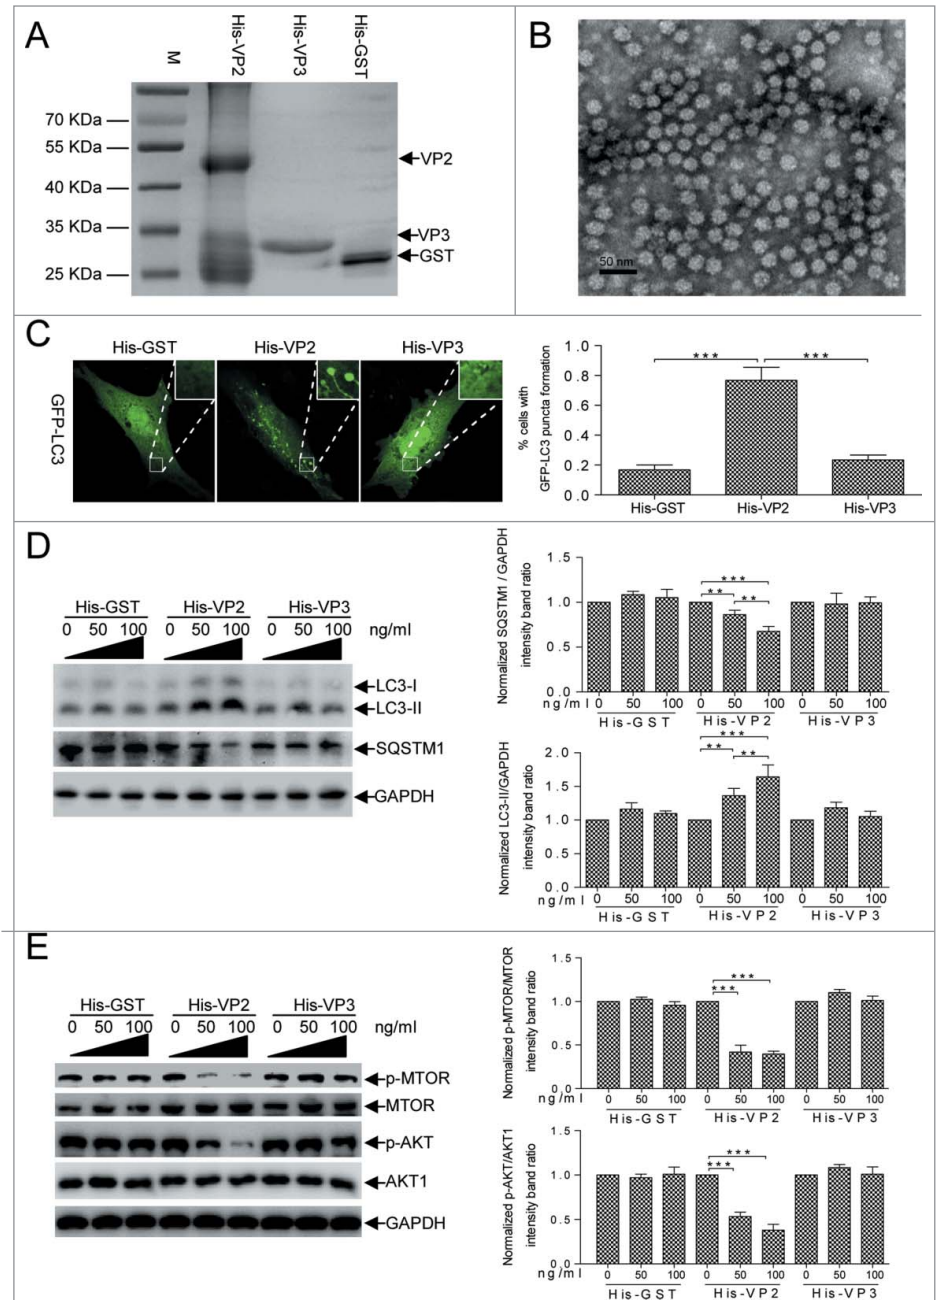 A
M
His-VP2
His-VP3
His-GST
70 KDa
55 KDa
40 KDa
35 KDa
25 KDa
VP2
VP3
GST
B
50 nm
C
His-GST
His-VP2
His-VP3
GFP-LC3
% cells with
GFP-LC3 puncta formation
1.0
0.8
0.6
0.4
0.2
0.0
***
***
His-GST
His-VP2
His-VP3
D
His-GST
His-VP2
His-VP3
0 50 100 0 50 100 0 50 100 ng/ml
LC3-I
LC3-II
SQSTM1
GAPDH
Normalized SQSTM1 / GAPDH
intensity band ratio
1.5
1.0
0.5
0.0
***
** **
0 50 100 0 50 100 0 50 100
ng/ml
His-GST His-VP2 His-VP3
Normalized LC3-II/GAPDH
intensity band ratio
2.0
1.5
1.0
0.5
0.0
***
** **
0 50 100 0 50 100 0 50 100
ng/ml
His-GST His-VP2 His-VP3
E
His-GST
His-VP2
His-VP3
0 50 100 0 50 100 0 50 100 ng/ml
p-MTOR
MTOR
p-AKT
AKT1
GAPDH
Normalized p-MTOR/MTOR
intensity band ratio
1.5
1.0
0.5
0.0
***
***
0 50 100 0 50 100 0 50 100
ng/ml
His-GST His-VP2 His-VP3
Normalized p-AKT/AKT1
intensity band ratio
1.5
1.0
0.5
0.0
***
***
0 50 100 0 50 100 0 50 100
ng/ml
His-GST His-VP2 His-VP3